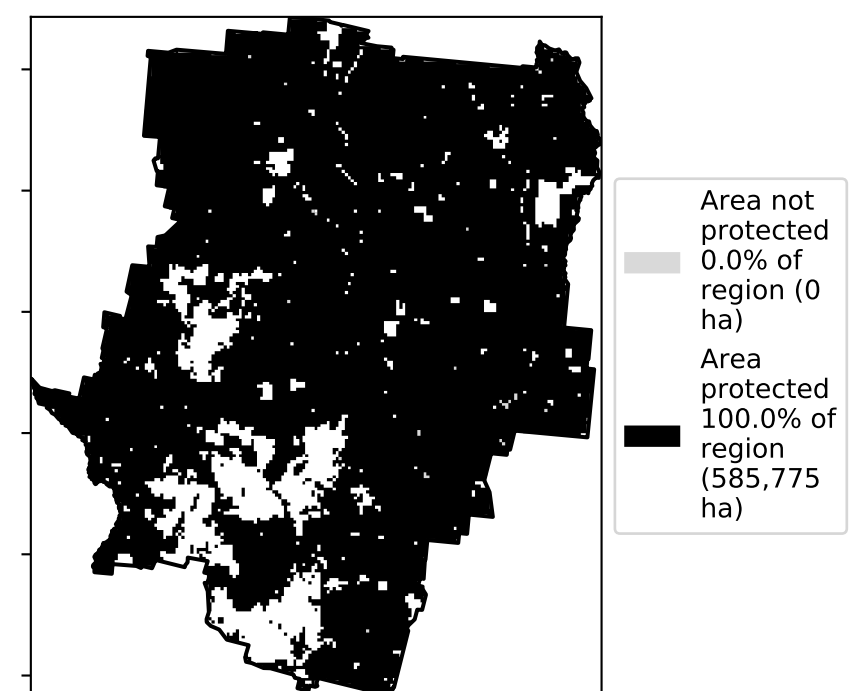 Area not
protected
0.0% of
region (0
ha)
Area
protected
100.0% of
region
(585,775
ha)